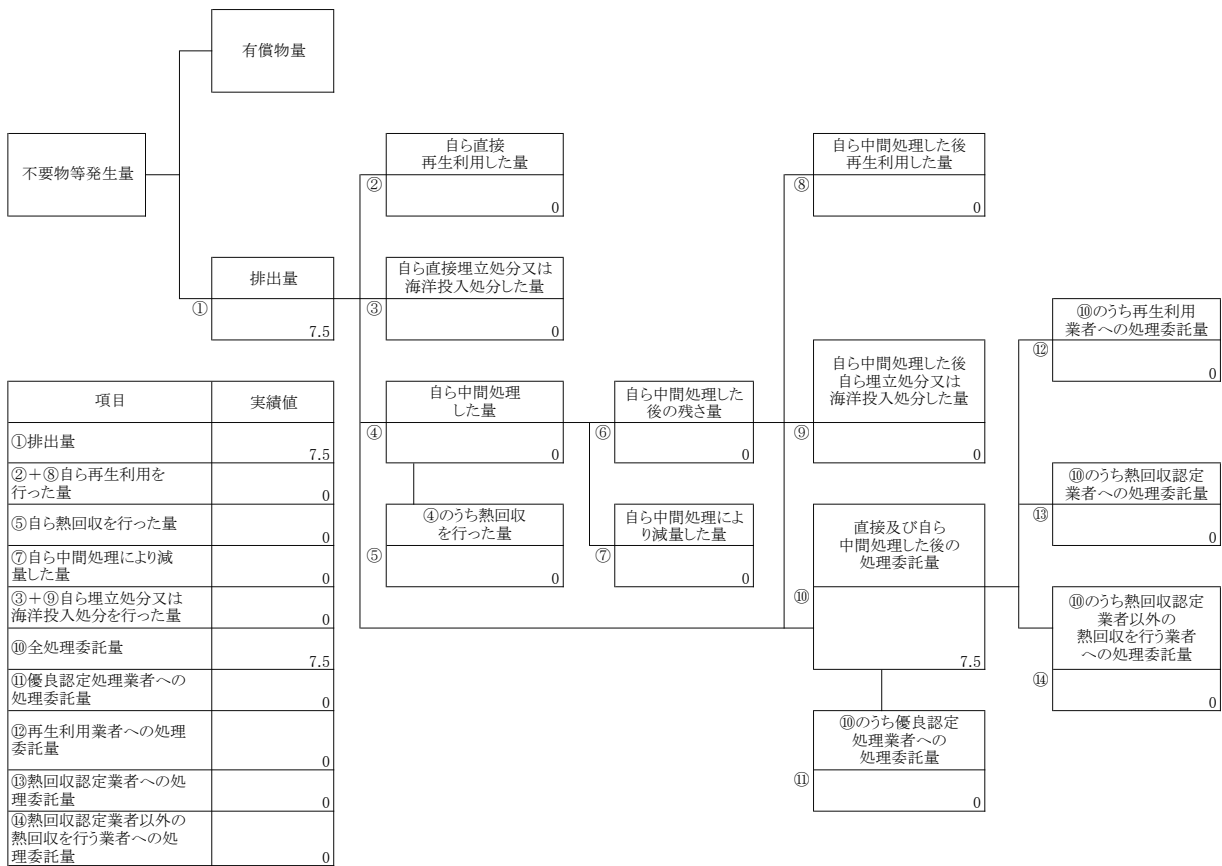 有償物量
不要物等発生量
排出量
①
7.5
自ら直接
再生利用した量
②
0
自ら直接埋立処分又は
海洋投入処分した量
③
0
自ら中間処理
した量
④
0
④のうち熱回収
を行った量
⑤
0
自ら中間処理した
後の残さ量
⑥
0
自ら中間処理によ
り減量した量
⑦
0
自ら中間処理した後
再生利用した量
⑧
0
自ら中間処理した後
自ら埋立処分又は
海洋投入処分した量
⑨
0
直接及び自ら
中間処理した後の
処理委託量
⑩
7.5
⑩のうち優良認定
処理業者への
処理委託量
⑪
0
⑩のうち再生利用
業者への処理委託量
⑫
0
⑩のうち熱回収認定
業者への処理委託量
⑬
0
⑩のうち熱回収認定
業者以外の
熱回収を行う業者
への処理委託量
⑭
0
項目 実績値
①排出量 7.5
②+⑧自ら再生利用を
行った量 0
⑤自ら熱回収を行った量 0
⑦自ら中間処理により減
量した量 0
③+⑨自ら埋立処分又は
海洋投入処分を行った量 0
⑩全処理委託量 7.5
⑪優良認定処理業者への
処理委託量 0
⑫再生利用業者への処理
委託量 0
⑬熱回収認定業者への処
理委託量 0
⑭熱回収認定業者以外の
熱回収を行う業者への処
理委託量 0